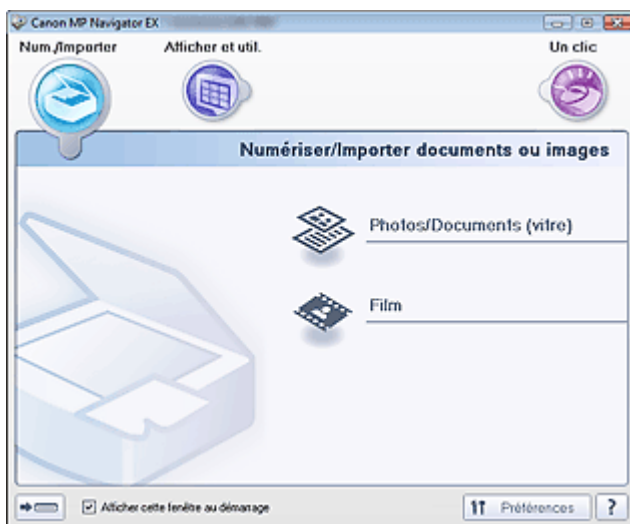 Canon MP Navigator EX
Num./Importer
Afficher et util.
Un clic
Numériser/Importer documents ou images
Photos/Documents (vitre)
Film
Afficher cette fenêtre au démarrage
Préférences
?